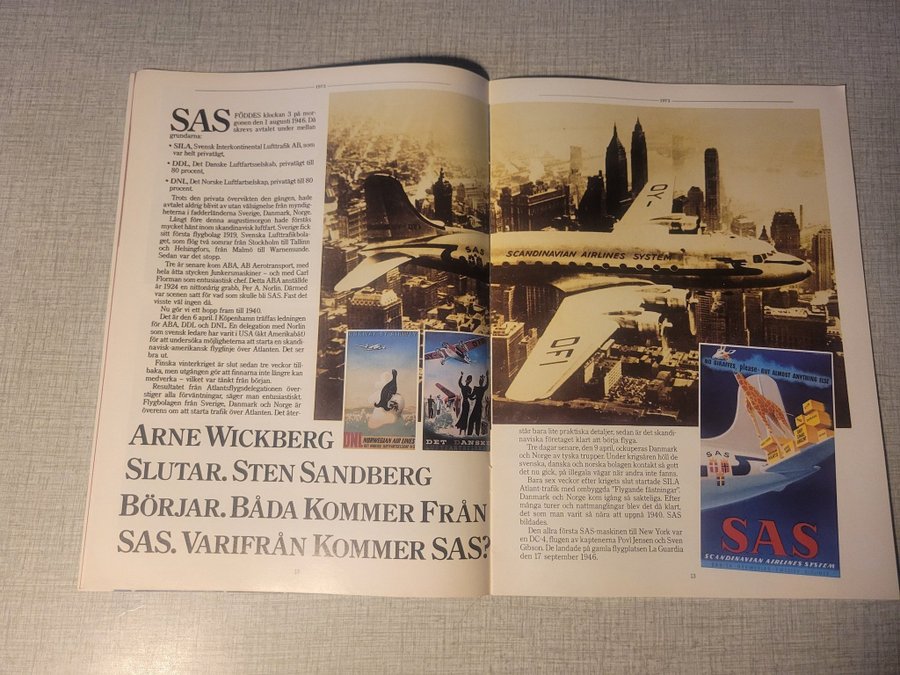 1972
SAS FÖDDES klockan 3 på mor-
gonen den 1 augusti 1946. Då
skrevs avtalet under mellan
grundarna:
• SILA, Svensk Interkontinental Lufttrafik AB, som
var helt privatägt,
• DDL, Det Danske Luftfartsselskab, privatägt till
80 procent,
• DNL, Det Norske Luftfartselskap, privatägt till 80
procent.
Trots den privata övervikten den gången, hade
avtalet aldrig blivit av utan välsignelse från myndig-
heterna i fadderländerna Sverige, Danmark, Norge.
Långt före denna augustimorgon hade förstås
mycket hänt inom skandinavisk luftfart. Sverige fick
sitt första flygbolag 1919, Svenska Lufttrafikbola-
get, som flög två somrar från Stockholm till Tallinn
och Helsingfors, från Malmö till Warnemunde.
Sedan var det stopp.
Tre år senare kom ABA, AB Aerotransport, med
hela åtta stycken Junkersmaskiner – och med Carl
Florman som entusiastisk chef. Detta ABA anställde
år 1924 en nittonårig grabb, Per A. Norlin. Därmed
var scenen satt för vad som skulle bli SAS. Fast det
visste väl ingen då.
Nu gör vi ett hopp fram till 1940.
Det är den 6 april. I Köpenhamn träffas ledningen
för ABA, DDL och DNL. En delegation med Norlin
som svensk ledare har varit i USA (åkt Amerikabåt)
för att undersöka möjligheterna att starta en skandi-
navisk-amerikansk flyglinje över Atlanten. Det ser
bra ut.
Finska vinterkriget är slut sedan tre veckor till-
baka, men utgången gör att finnarna inte längre kan
medverka – vilket var tänkt från början.
Resultatet från Atlantsflygsdelegationen över-
stiger alla förväntningar, säger man entusiastiskt.
Flygbolagen från Sverige, Danmark och Norge är
överens om att starta trafik över Atlanten. Det åter-
ARNE WICKBERG
SLUTAR. STEN SANDBERG
BÖRJAR. BÅDA KOMMER FRÅN
SAS. VARIFRÅN KOMMER SAS?
DNL NORWEGIAN AIR LINES
DET DANSKE
1972
SAS
SCANDINAVIAN AIRLINES SYSTEM
OY-
DFI
står bara lite praktiska detaljer, sedan är det skandi-
naviska företaget klart att börja flyga.
Tre dagar senare, den 9 april, ockuperas Danmark
och Norge av tyska trupper. Under krigsåren höll de
svenska, danska och norska bolagen kontakt så gott
det nu gick, på illegala vägar när andra inte fanns.
Bara sex veckor efter krigets slut startade SILA
Atlant-trafik med ombyggda "Flygande fästningar".
Danmark och Norge kom igång så sakteliga. Efter
många turer och nattmanglingar blev det då klart,
det som man varit så nära att uppnå 1940. SAS
bildades.
Den allra första SAS-maskinen till New York var
en DC-4, flugen av kaptenerna Povl Jensen och Sven
Gibson. De landade på gamla flygplatsen La Guardia
den 17 september 1946.
NO GIRAFFES, please- BUT ALMOST ANYTHING ELSE
SAS
SCANDINAVIAN AIRLINES SYSTEM
13